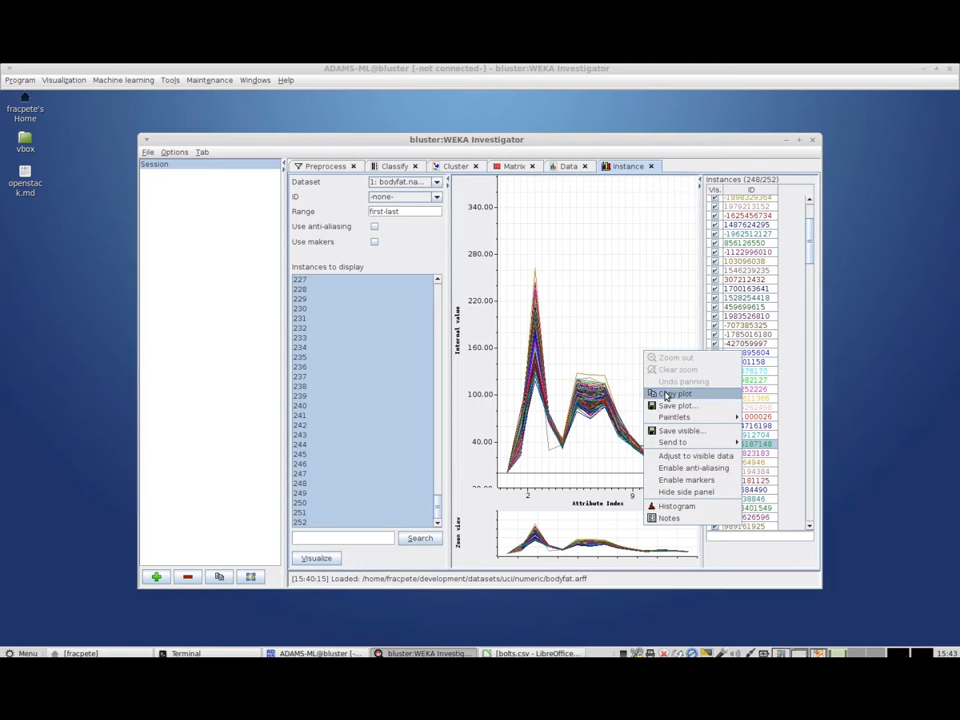 ADAMS-ML@bluster [-not connected-] - bluster:WEKA Investigator
Program Visualization Machine learning Tools Maintenance Windows Help
fracpete's
Home
vbox
openstac
k.md
bluster:WEKA Investigator
File Options Tab
Session
Preprocess Classify Cluster Matrix Data Instance
Dataset 1: bodyfat.na...
ID -none-
Range first-last
Use anti-aliasing
Use makers
Instances to display
227
228
229
230
231
232
233
234
235
236
237
238
239
240
241
242
243
244
245
246
247
248
249
250
251
252
Search
Visualize
Internal value
340.00
280.00
220.00
160.00
100.00
40.00
2
9
Attribute Index
Zoom view
Instances (248/252)
Vis. ID
-1898329364
1979213152
-1625456734
1487624295
-1962512127
856126550
-1122996010
103096038
1546239235
307212432
1700163641
1528254418
459699615
1983526810
-707385325
-1785016180
-427059997
Zoom out
Clear zoom
Undo panning
Copy plot
Save plot...
Paintlets
Save visible...
Send to
Adjust to visible data
Enable anti-aliasing
Enable markers
Hide side panel
Histogram
Notes
989161925
[15:40:15] Loaded: /home/fracpete/development/datasets/uci/numeric/bodyfat.arff
Menu [fracpete] Terminal ADAMS-ML@bluster [-... bluster:WEKA Investig... [bolts.csv - LibreOffice... 15:43